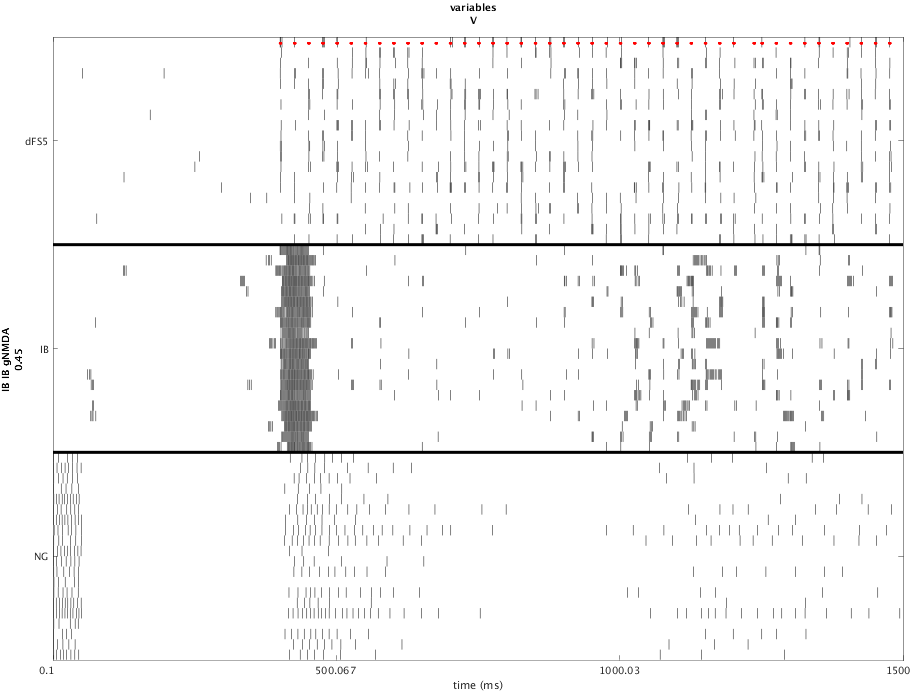 variables
V
dFS5
IB
NG
IB IB gNMDA
0.45
0.1
500.067
1000.03
1500
time (ms)